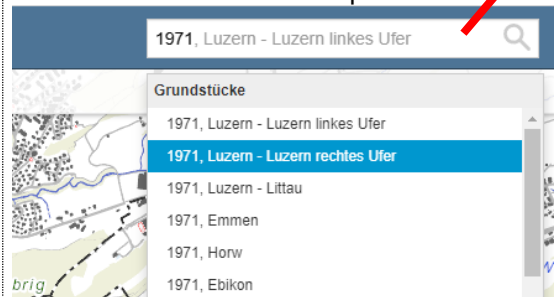 1971, Luzern - Luzern linkes Ufer
Grundstücke
1971, Luzern - Luzern linkes Ufer
1971, Luzern - Luzern rechtes Ufer
1971, Luzern - Littau
1971, Emmen
1971, Horw
1971, Ebikon
brig